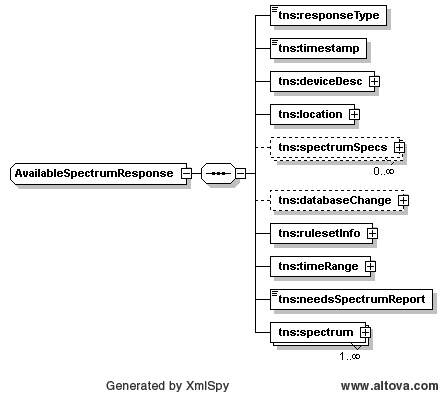 tns:responseType
tns:timestamp
tns:deviceDesc
tns:location
tns:spectrumSpecs
0..∞
AvailableSpectrumResponse
tns:databaseChange
tns:rulesetInfo
tns:timeRange
tns:needsSpectrumReport
tns:spectrum
1..∞
Generated by XmlSpy www.altova.com